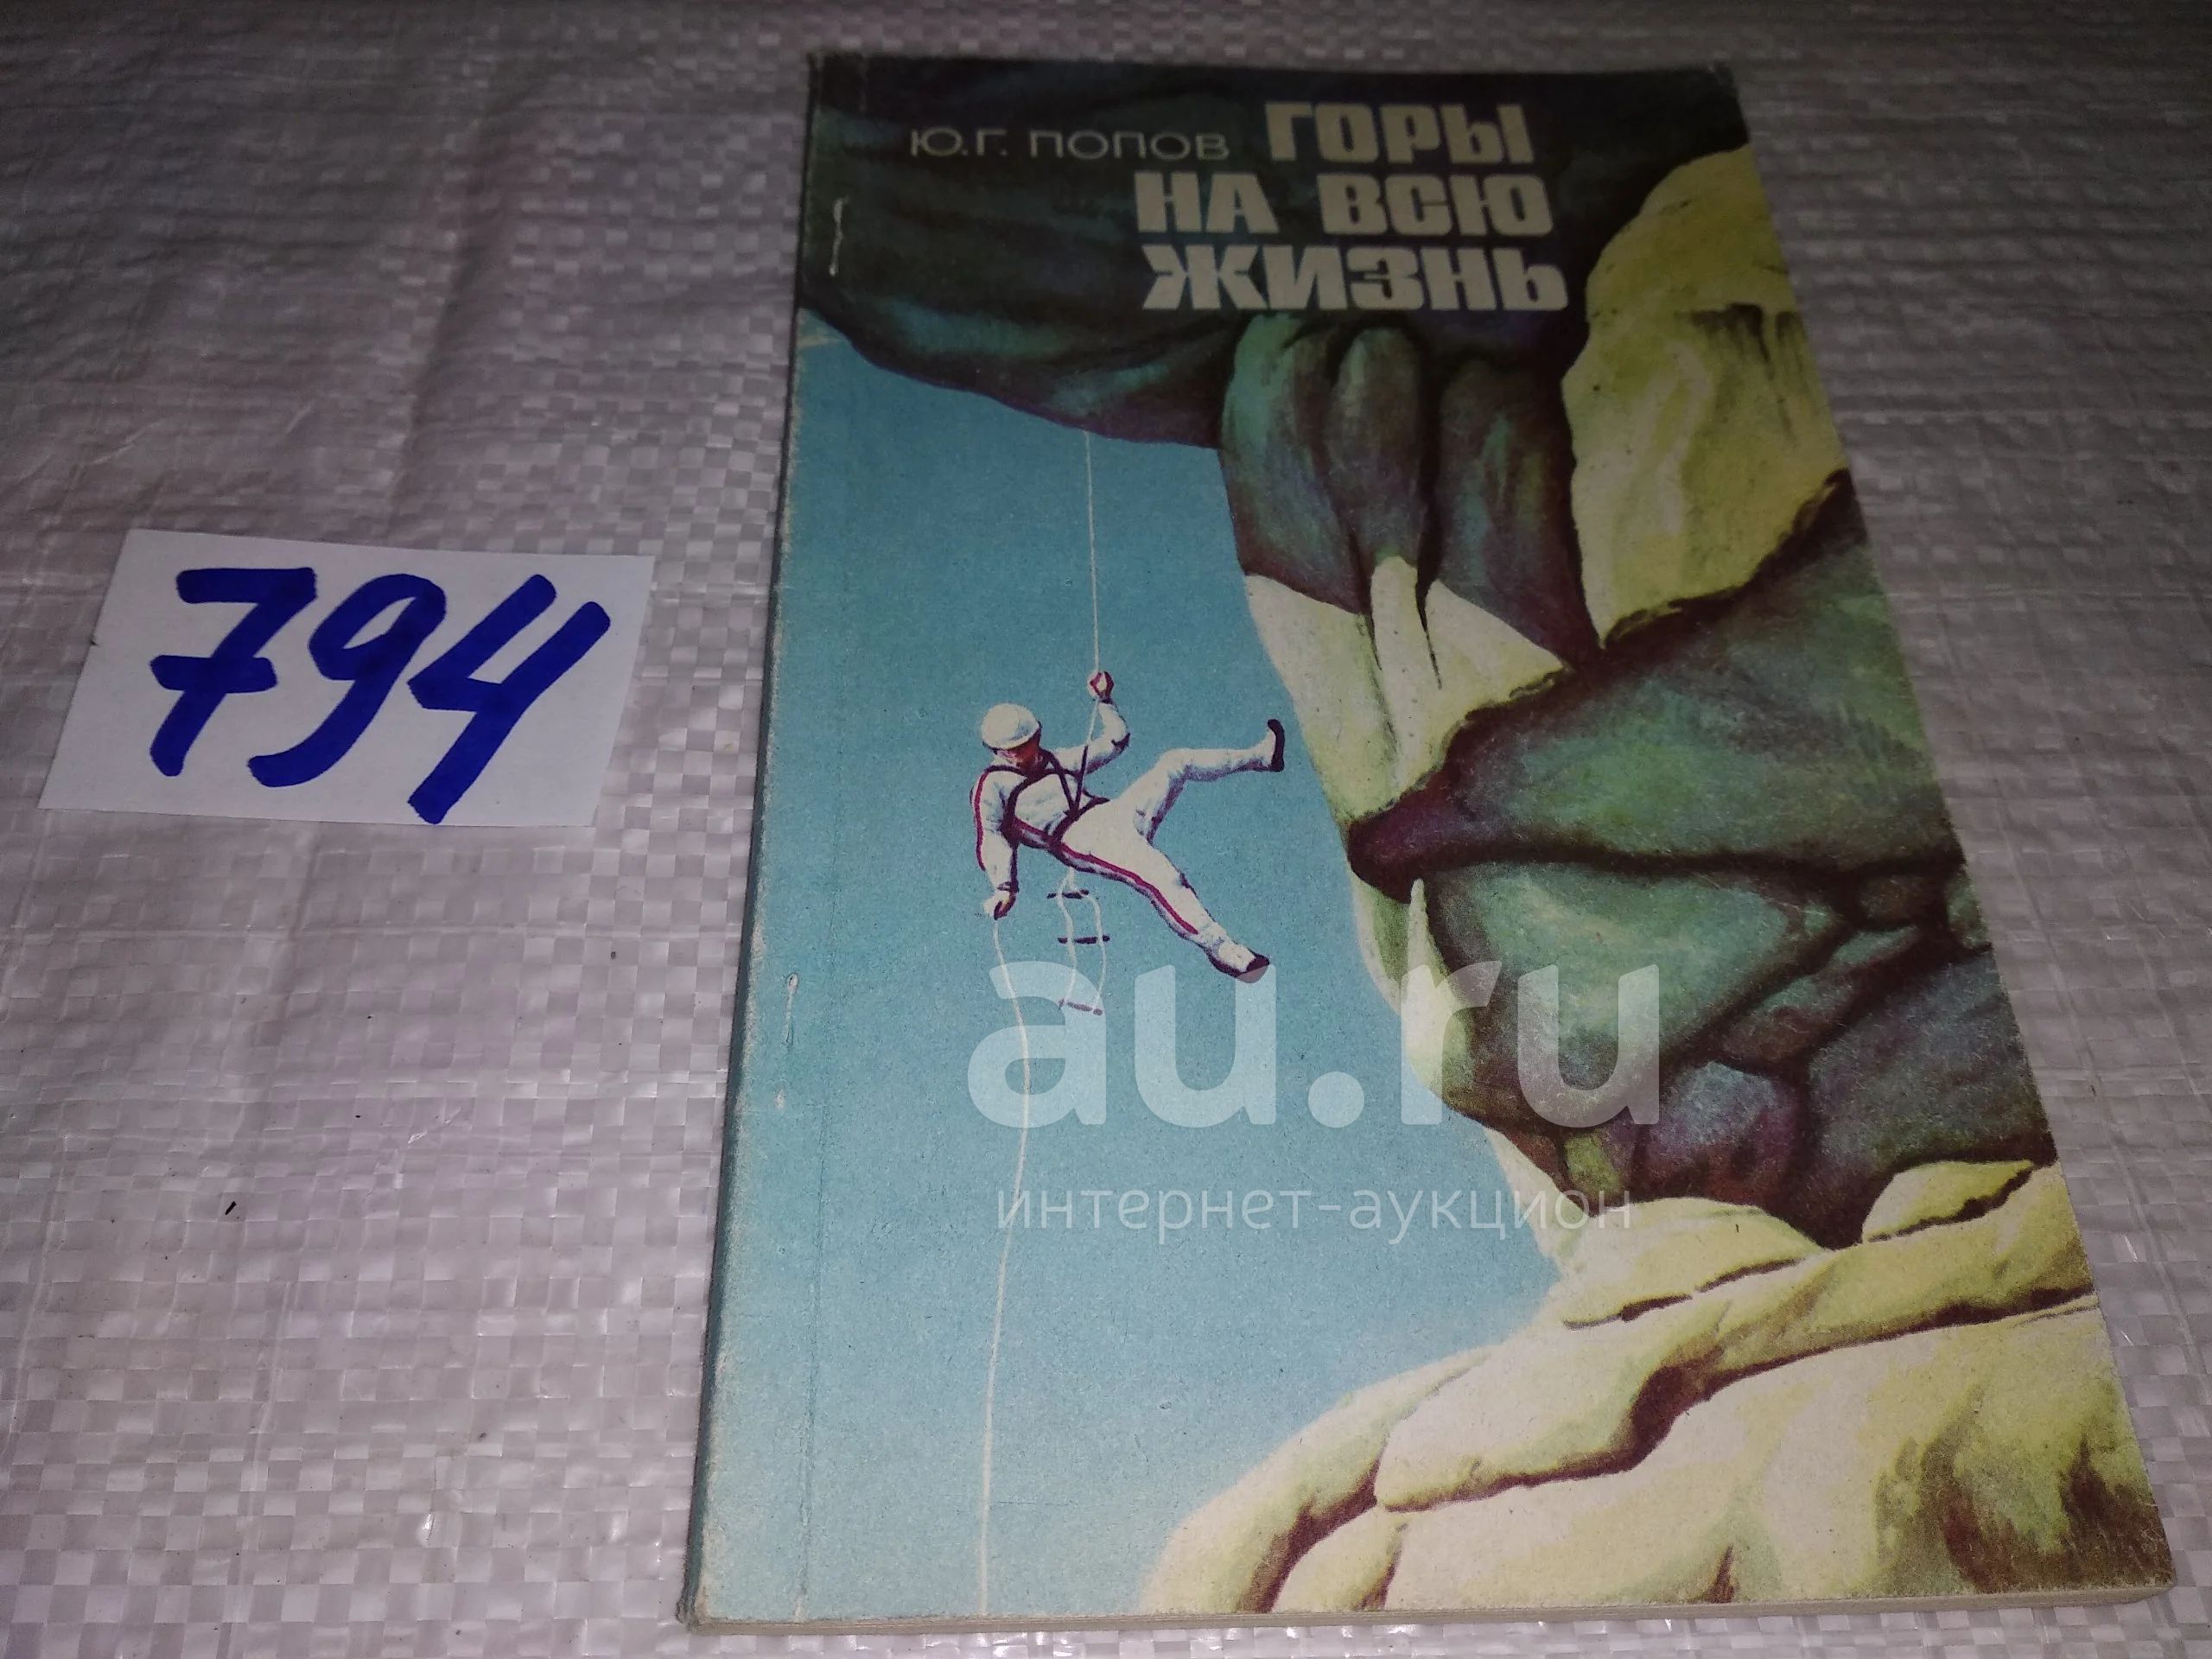 Ю.Г. ПОПОВ ГОРЫ
НА ВСЮ
ЖИЗНЬ
794
au.ru
интернет-аукцион